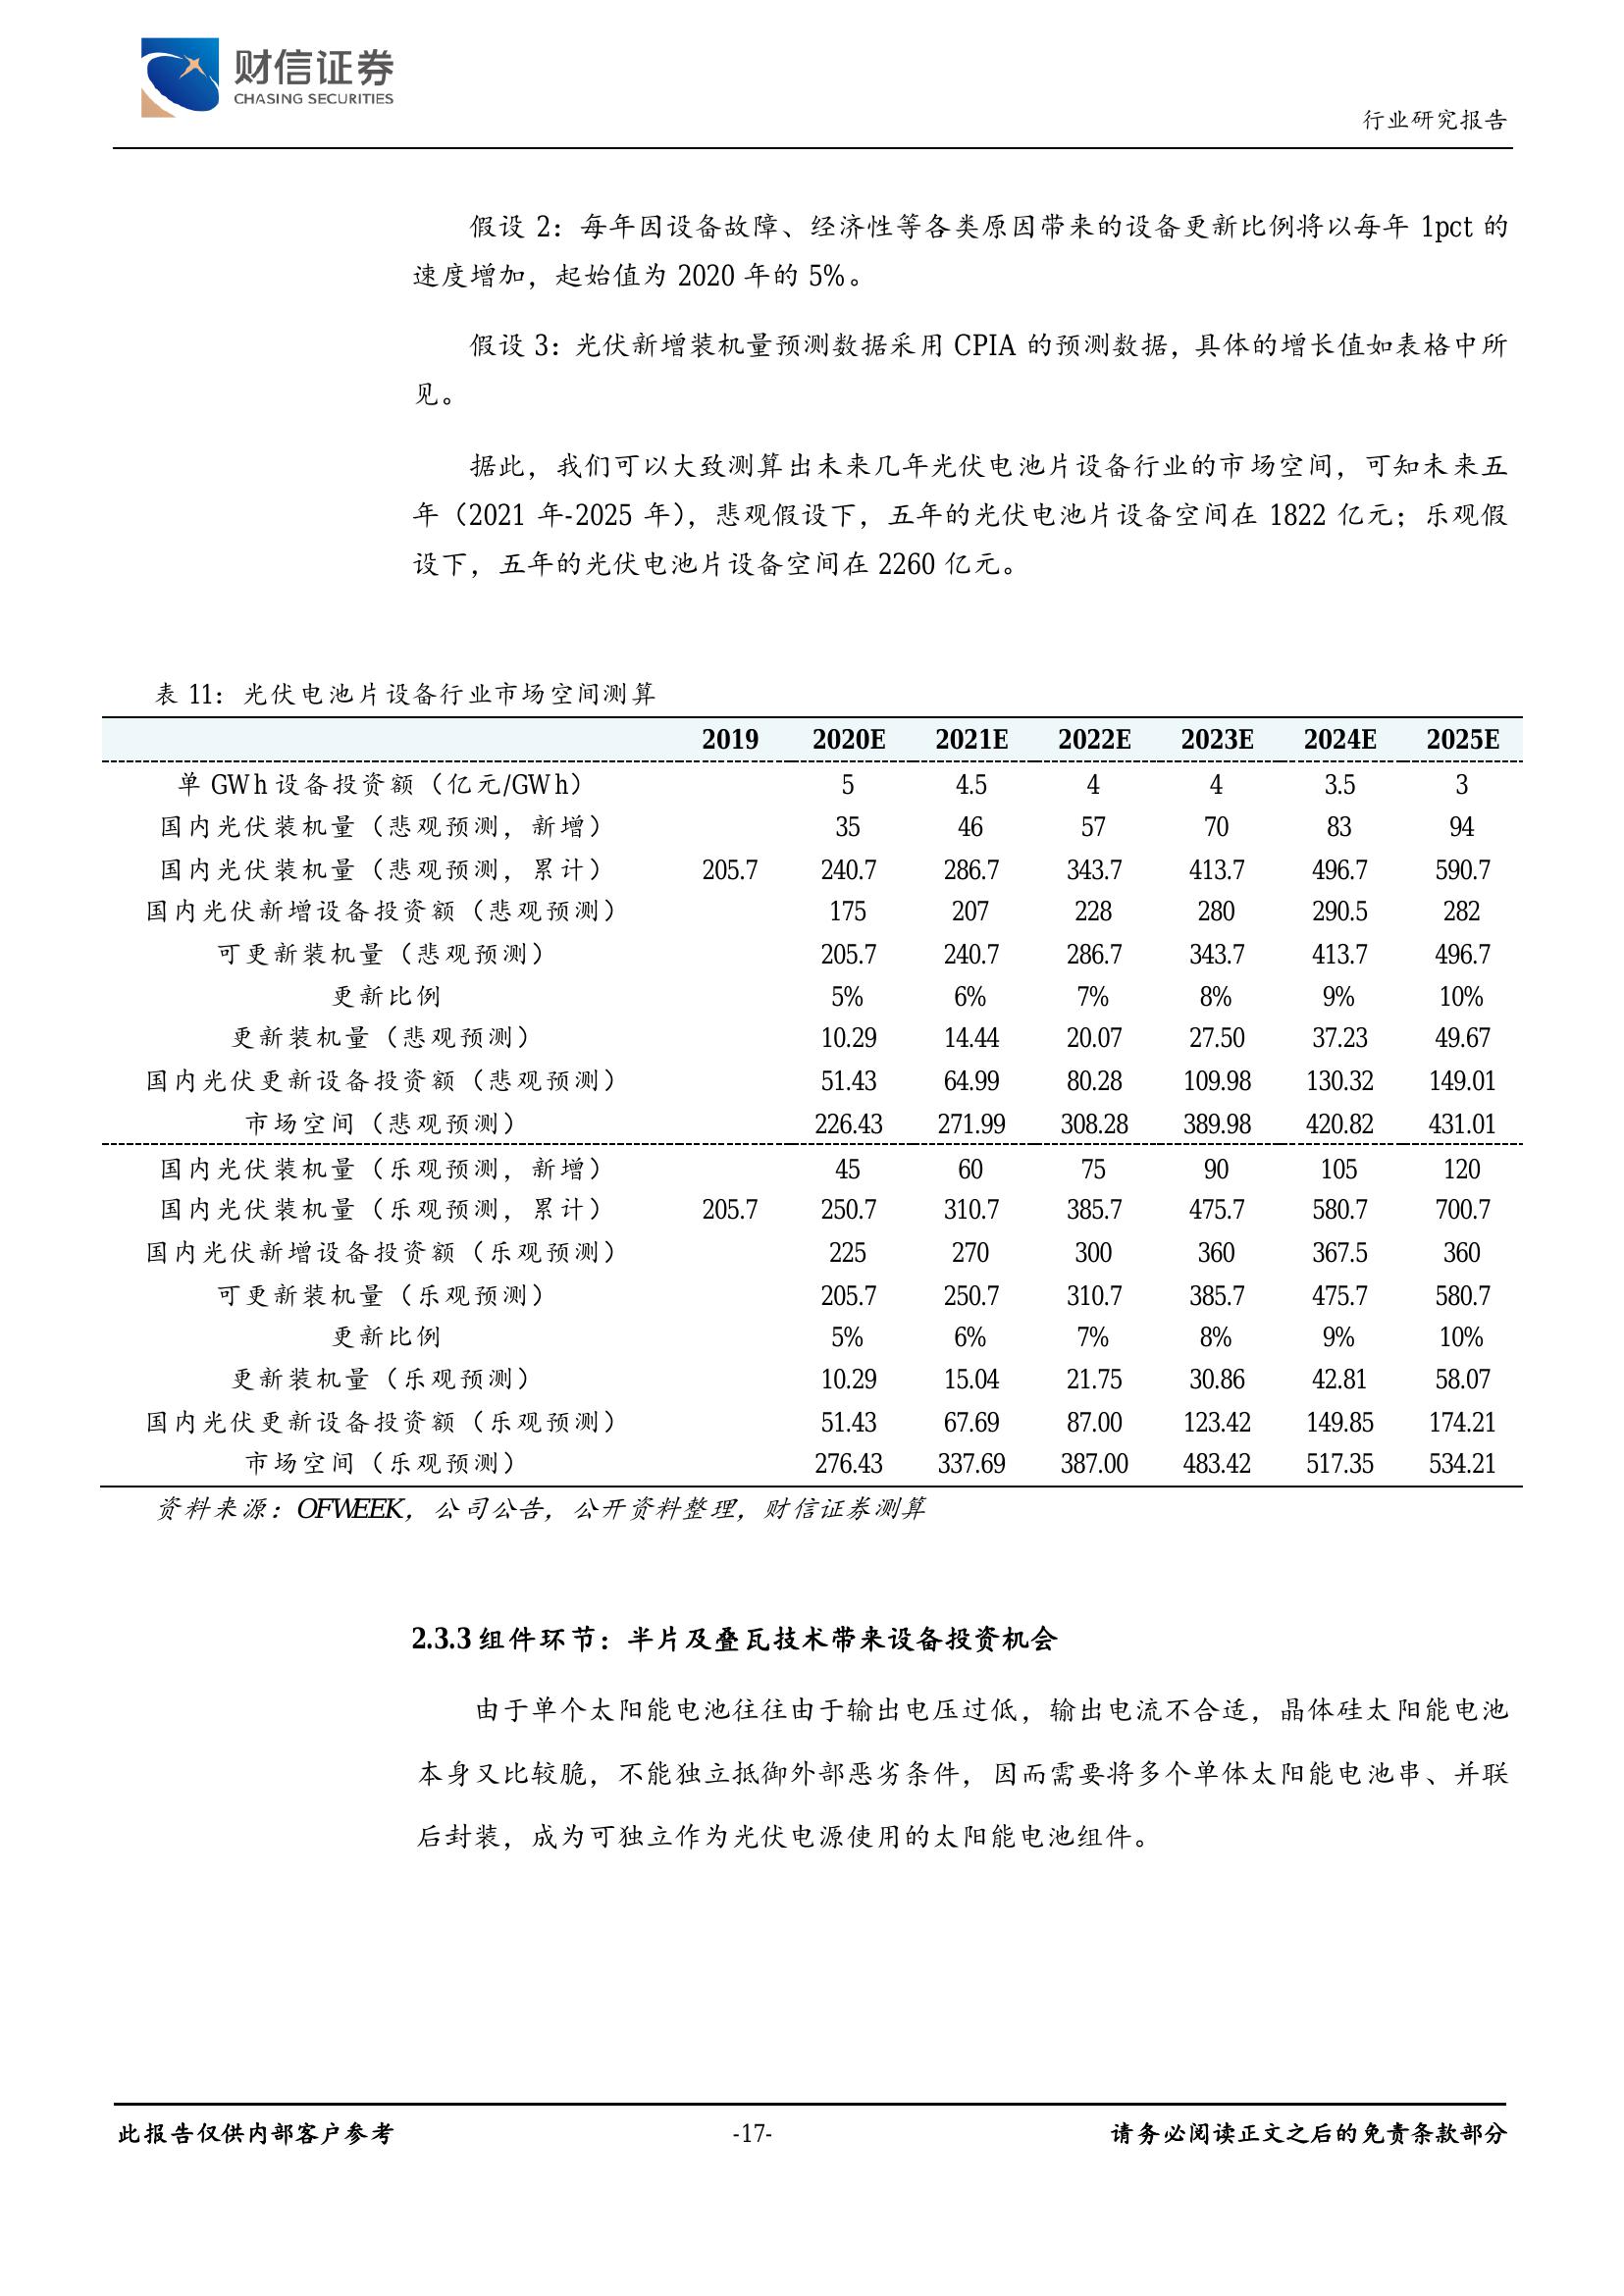 财信证券
CHASING SECURITIES
行业研究报告
假设 2：每年因设备故障、经济性等各类原因带来的设备更新比例将以每年 1pct 的
速度增加，起始值为 2020 年的 5%。
假设 3：光伏新增装机量预测数据采用 CPIA 的预测数据，具体的增长值如表格中所
见。
据此，我们可以大致测算出未来几年光伏电池片设备行业的市场空间，可知未来五
年（2021 年-2025 年），悲观假设下，五年的光伏电池片设备空间在 1822 亿元；乐观假
设下，五年的光伏电池片设备空间在 2260 亿元。
表 11：光伏电池片设备行业市场空间测算
2019 2020E 2021E 2022E 2023E 2024E 2025E
单 GWh 设备投资额（亿元/GWh） 5 4.5 4 4 3.5 3
国内光伏装机量（悲观预测，新增） 35 46 57 70 83 94
国内光伏装机量（悲观预测，累计） 205.7 240.7 286.7 343.7 413.7 496.7 590.7
国内光伏新增设备投资额（悲观预测） 175 207 228 280 290.5 282
可更新装机量（悲观预测） 205.7 240.7 286.7 343.7 413.7 496.7
更新比例 5% 6% 7% 8% 9% 10%
更新装机量（悲观预测） 10.29 14.44 20.07 27.50 37.23 49.67
国内光伏更新设备投资额（悲观预测） 51.43 64.99 80.28 109.98 130.32 149.01
市场空间（悲观预测） 226.43 271.99 308.28 389.98 420.82 431.01
国内光伏装机量（乐观预测，新增） 45 60 75 90 105 120
国内光伏装机量（乐观预测，累计） 205.7 250.7 310.7 385.7 475.7 580.7 700.7
国内光伏新增设备投资额（乐观预测） 225 270 300 360 367.5 360
可更新装机量（乐观预测） 205.7 250.7 310.7 385.7 475.7 580.7
更新比例 5% 6% 7% 8% 9% 10%
更新装机量（乐观预测） 10.29 15.04 21.75 30.86 42.81 58.07
国内光伏更新设备投资额（乐观预测） 51.43 67.69 87.00 123.42 149.85 174.21
市场空间（乐观预测） 276.43 337.69 387.00 483.42 517.35 534.21
资料来源：OFWEEK，公司公告，公开资料整理，财信证券测算
2.3.3 组件环节：半片及叠瓦技术带来设备投资机会
由于单个太阳能电池往往由于输出电压过低，输出电流不合适，晶体硅太阳能电池
本身又比较脆，不能独立抵御外部恶劣条件，因而需要将多个单体太阳能电池串、并联
后封装，成为可独立作为光伏电源使用的太阳能电池组件。
此报告仅供内部客户参考 -17- 请务必阅读正文之后的免责条款部分